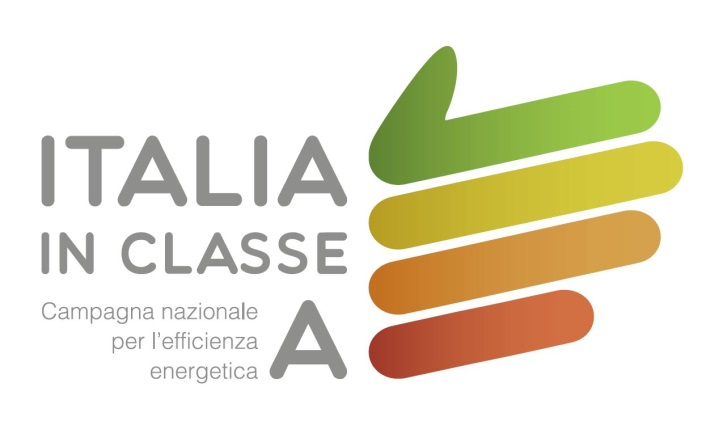 ITALIA
IN CLASSE
A
Campagna nazionale
per l'efficienza
energetica